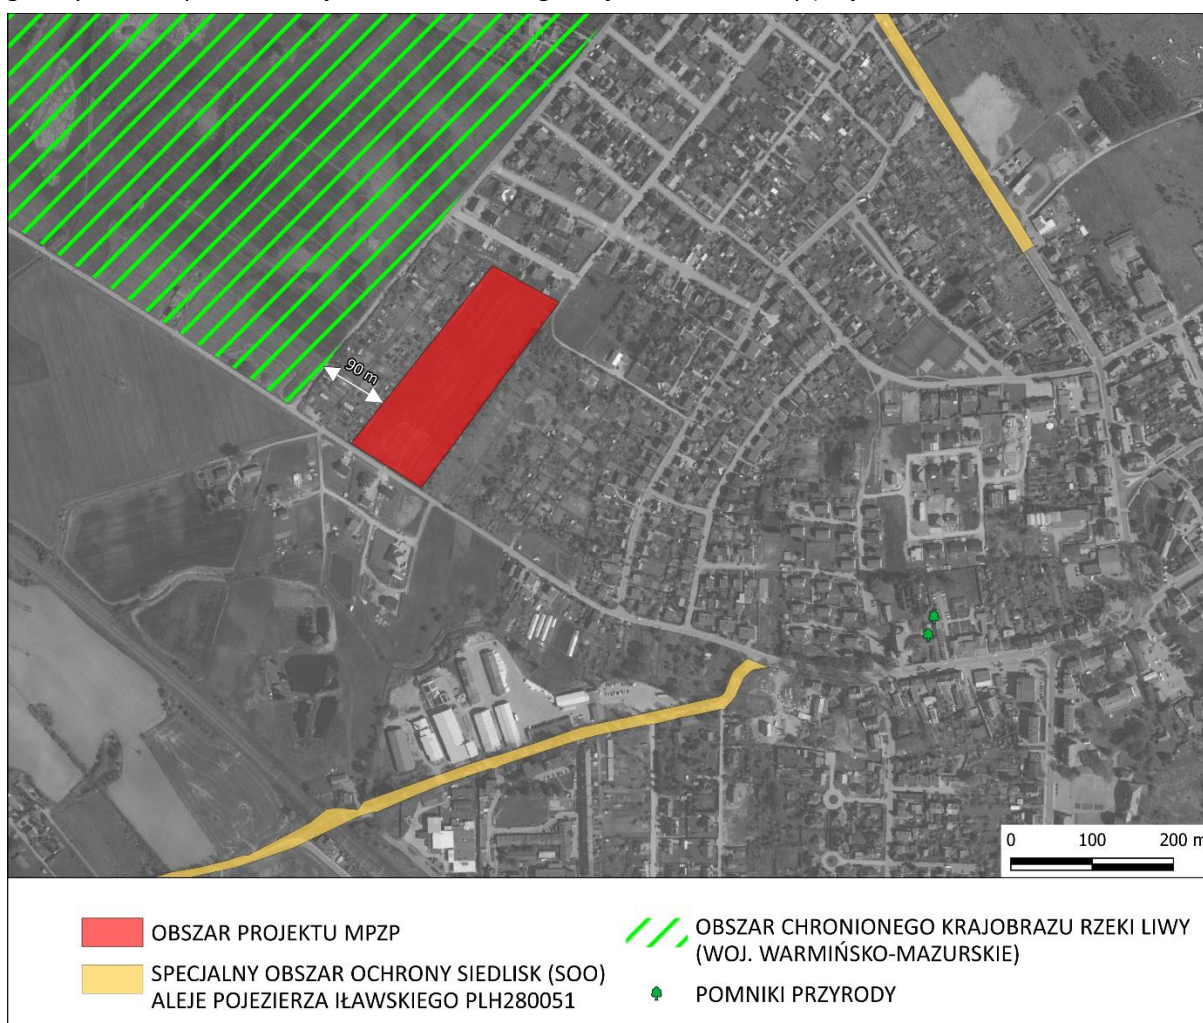 90 m
0 100 200 m
OBSZAR PROJEKTU MPZP
SPECJALNY OBSZAR OCHRONY SIEDLISK (SOO)
ALEJE POJEZIERZA IŁAWSKIEGO PLH280051
OBSZAR CHRONIONEGO KRAJOBRAZU RZEKI LIWY
(WOJ. WARMIŃSKO-MAZURSKIE)
POMNIKI PRZYRODY